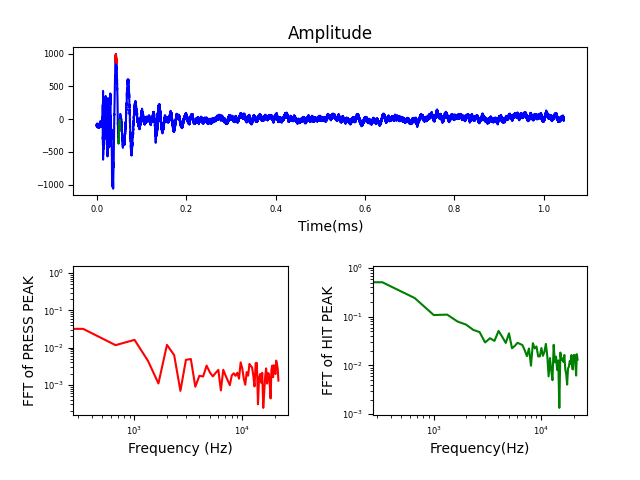 Amplitude
1000
500
0
−500
−1000
0.0 0.2 0.4 0.6 0.8 1.0
Time(ms)
FFT of PRESS PEAK
10⁰
10⁻¹
10⁻²
10⁻³
10³ 10⁴
Frequency (Hz)
FFT of HIT PEAK
10⁰
10⁻¹
10⁻²
10⁻³
10³ 10⁴
Frequency(Hz)